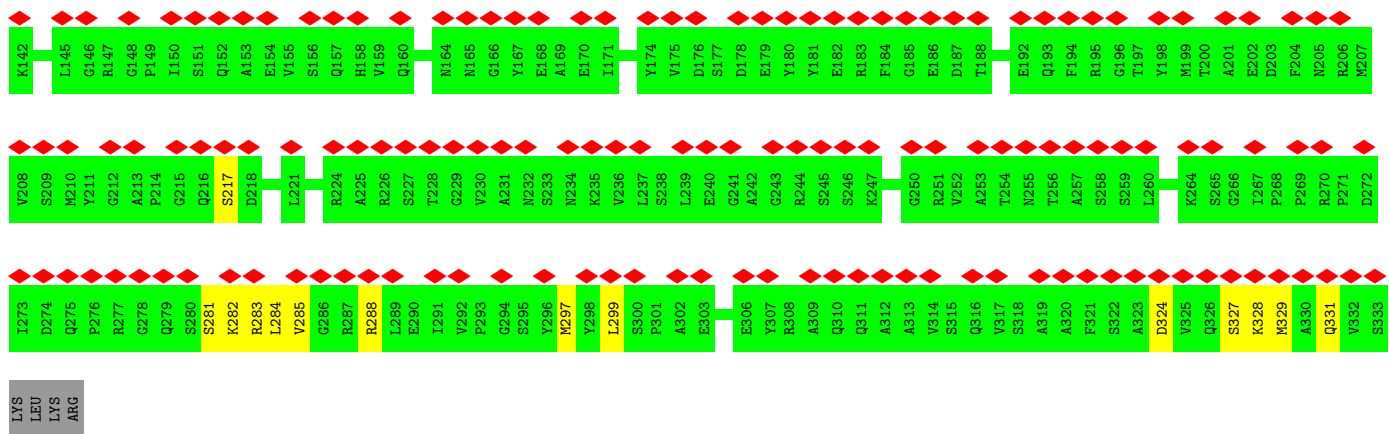 K142 L145 G146 R147 G148 P149 I150 S151 Q152 A153 E154 V155 S156 Q157 H158 V159 Q160 N164 N165 G166 Y167 E168 A169 E170 I171 Y174 V175 D176 S177 D178 E179 Y180 Y181 E182 R183 F184 G185 E186 D187 T188 E192 Q193 F194 R195 G196 T197 Y198 M199 T200 A201 E202 D203 F204 N205 R206 M207
V208 S209 M210 Y211 G212 A213 P214 G215 Q216 S217 D218 L221 R224 A225 R226 S227 T228 G229 V230 A231 N232 S233 N234 K235 V236 L237 S238 L239 E240 G241 A242 G243 R244 S245 S246 K247 G250 R251 V252 A253 T254 N255 T256 A257 S258 S259 L260 K264 S265 G266 I267 P268 P269 R270 P271 D272
I273 D274 Q275 P276 R277 G278 Q279 S280 S281 K282 R283 L284 V285 G286 R287 R288 L289 E290 I291 V292 P293 G294 S295 Y296 M297 Y298 L299 S300 P301 A302 E303 E306 Y307 R308 A309 Q310 Q311 A312 A313 V314 S315 Q316 V317 S318 A319 A320 F321 S322 A323 D324 V325 Q326 S327 K328 M329 A330 Q331 V332 S333
LYS LEU LYS ARG